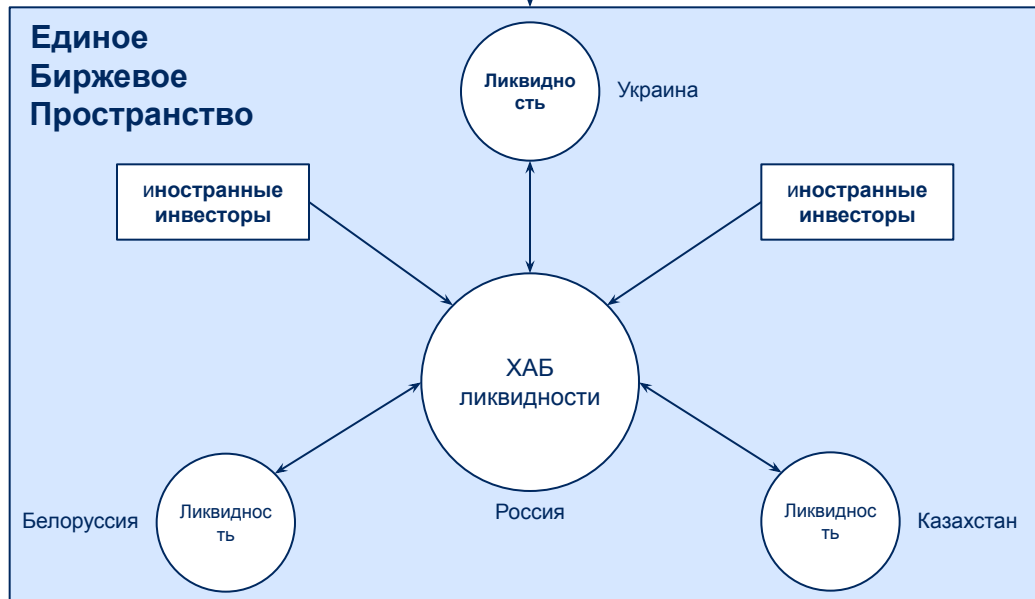 Единое
Биржевое
Пространство
Ликвидно
сть
Украина
иностранные
инвесторы
иностранные
инвесторы
ХАБ
ликвидности
Россия
Белоруссия
Ликвиднос
ть
Ликвиднос
ть
Казахстан